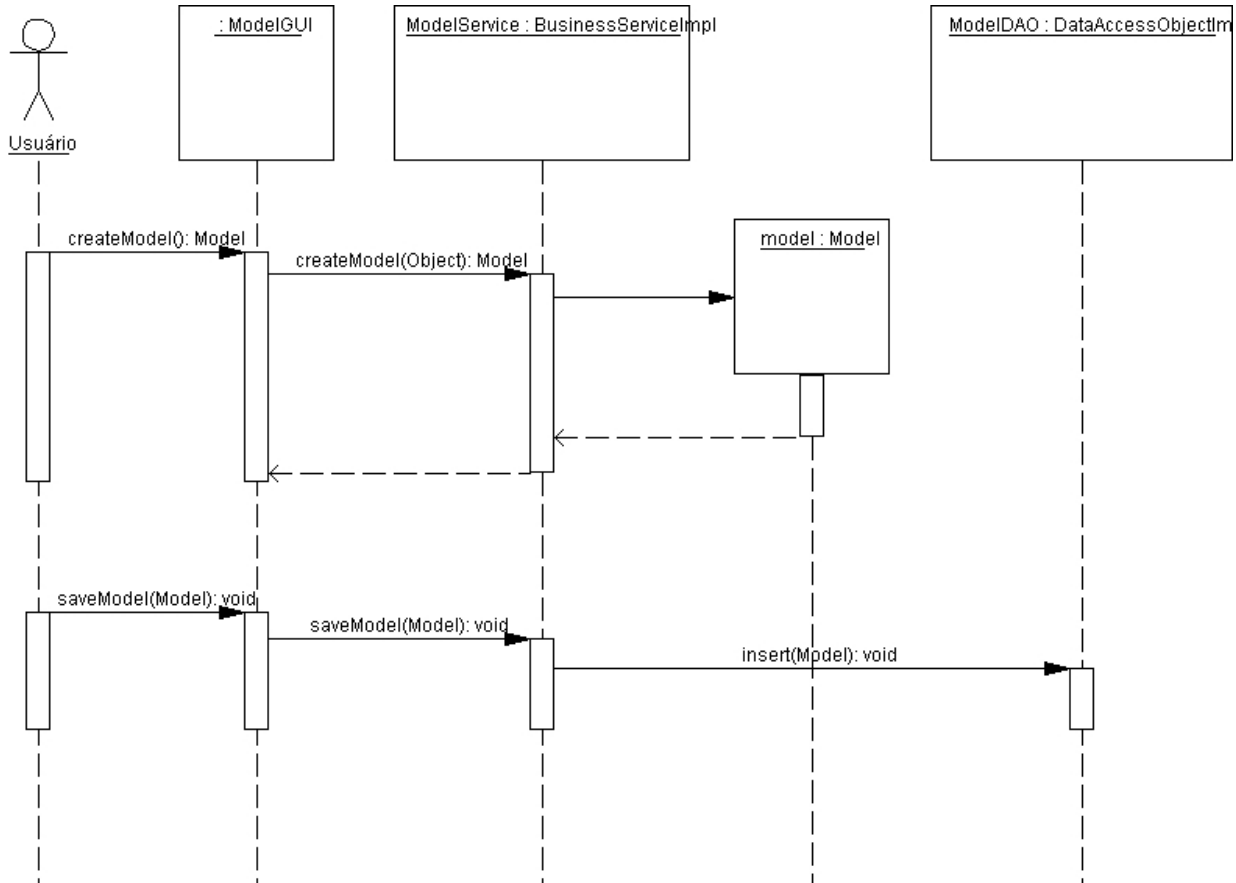 : ModelGUI
ModelService : BusinessServiceImpl
ModelDAO : DataAccessObjectIm
Usuário
createModel(): Model
model : Model
createModel(Object): Model
saveModel(Model): void
saveModel(Model): void
insert(Model): void